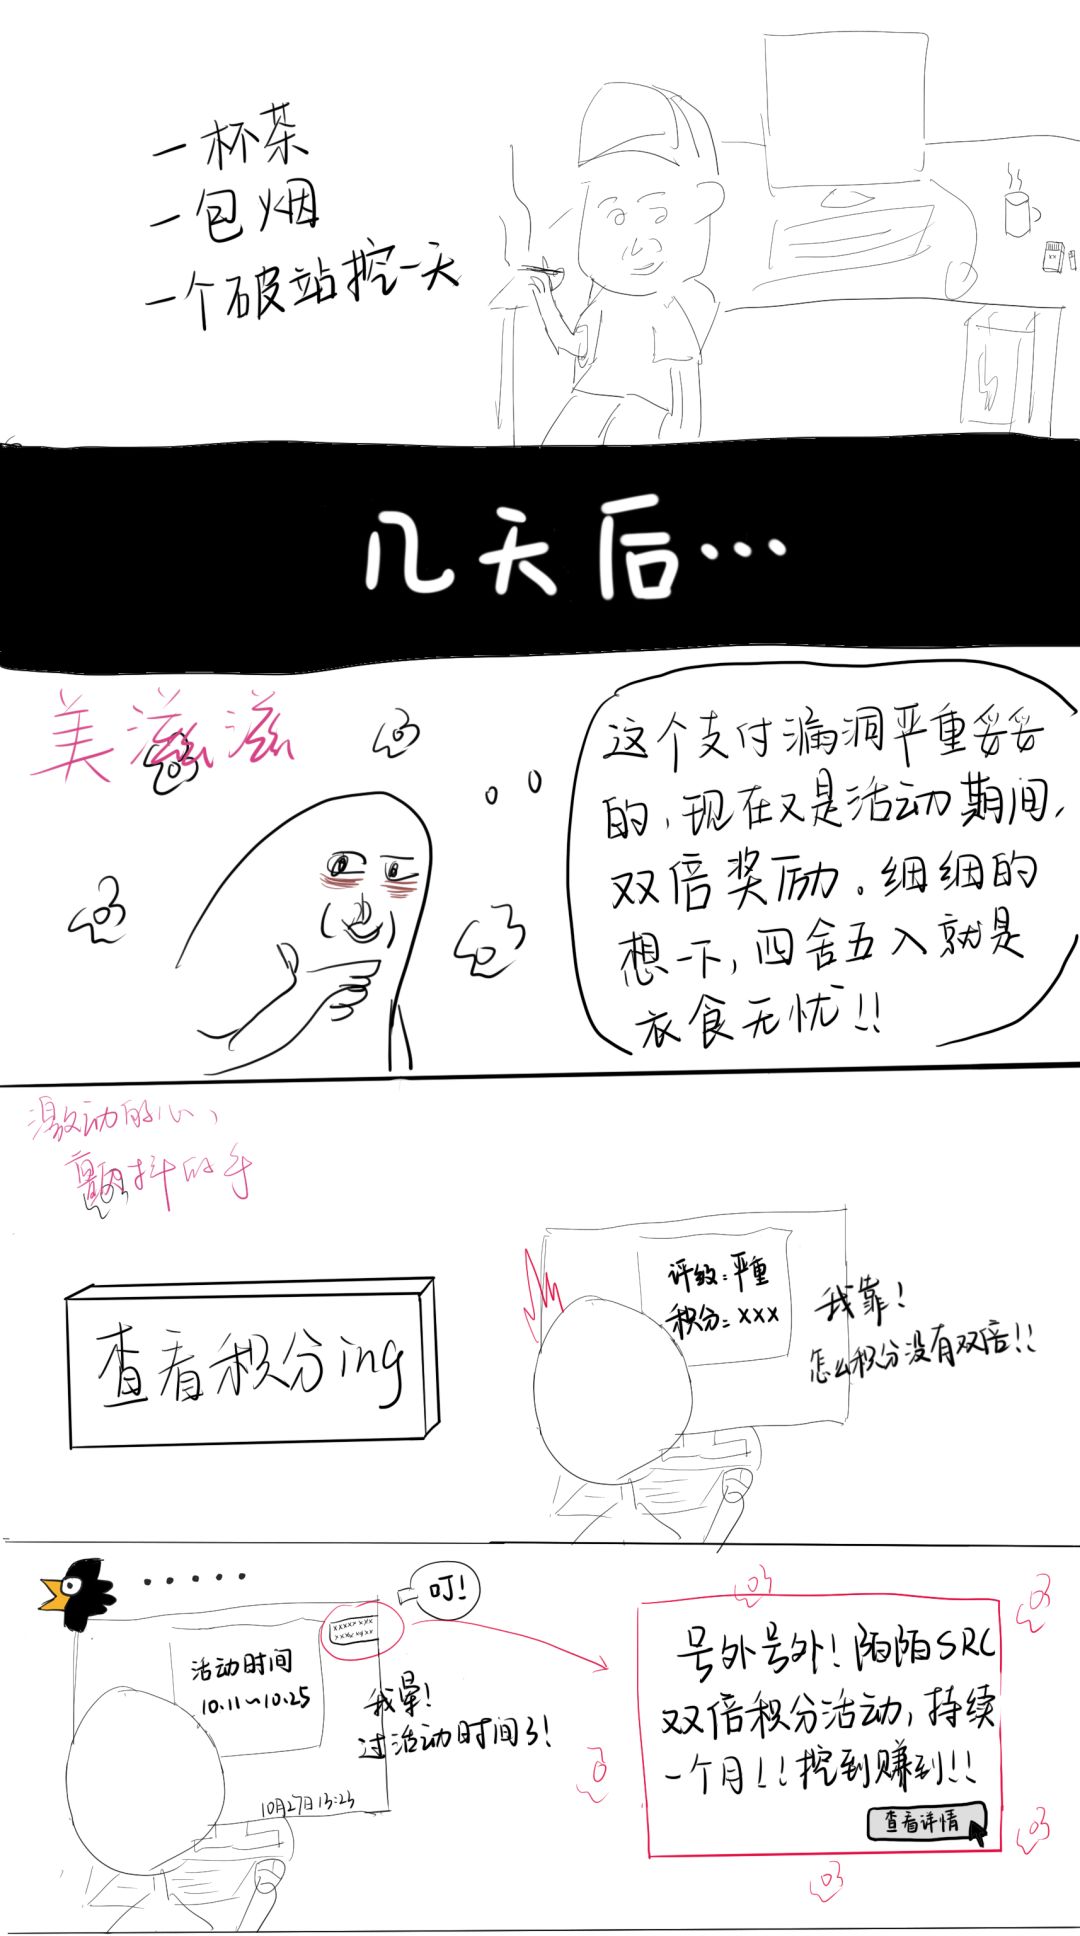 一杯茶
一包烟
一个破站挖一天
几天后...
美滋滋
这个支付漏洞严重妥妥
的,现在又是活动期间,
双倍奖励。细细的
想一下,四舍五入就是
衣食无忧!!
激动的心,
颤抖的手
查看积分ing
评级:严重
积分:xxx
我靠!
怎么积分没有双倍!!
......
叮!
xxxxx xxxx
xxxx xxxx
活动时间
10.11~10.25
我晕!
过活动时间了!
10月27日 13:23
号外号外!陌陌SRC
双倍积分活动,持续
一个月!!挖到赚到!!
查看详情